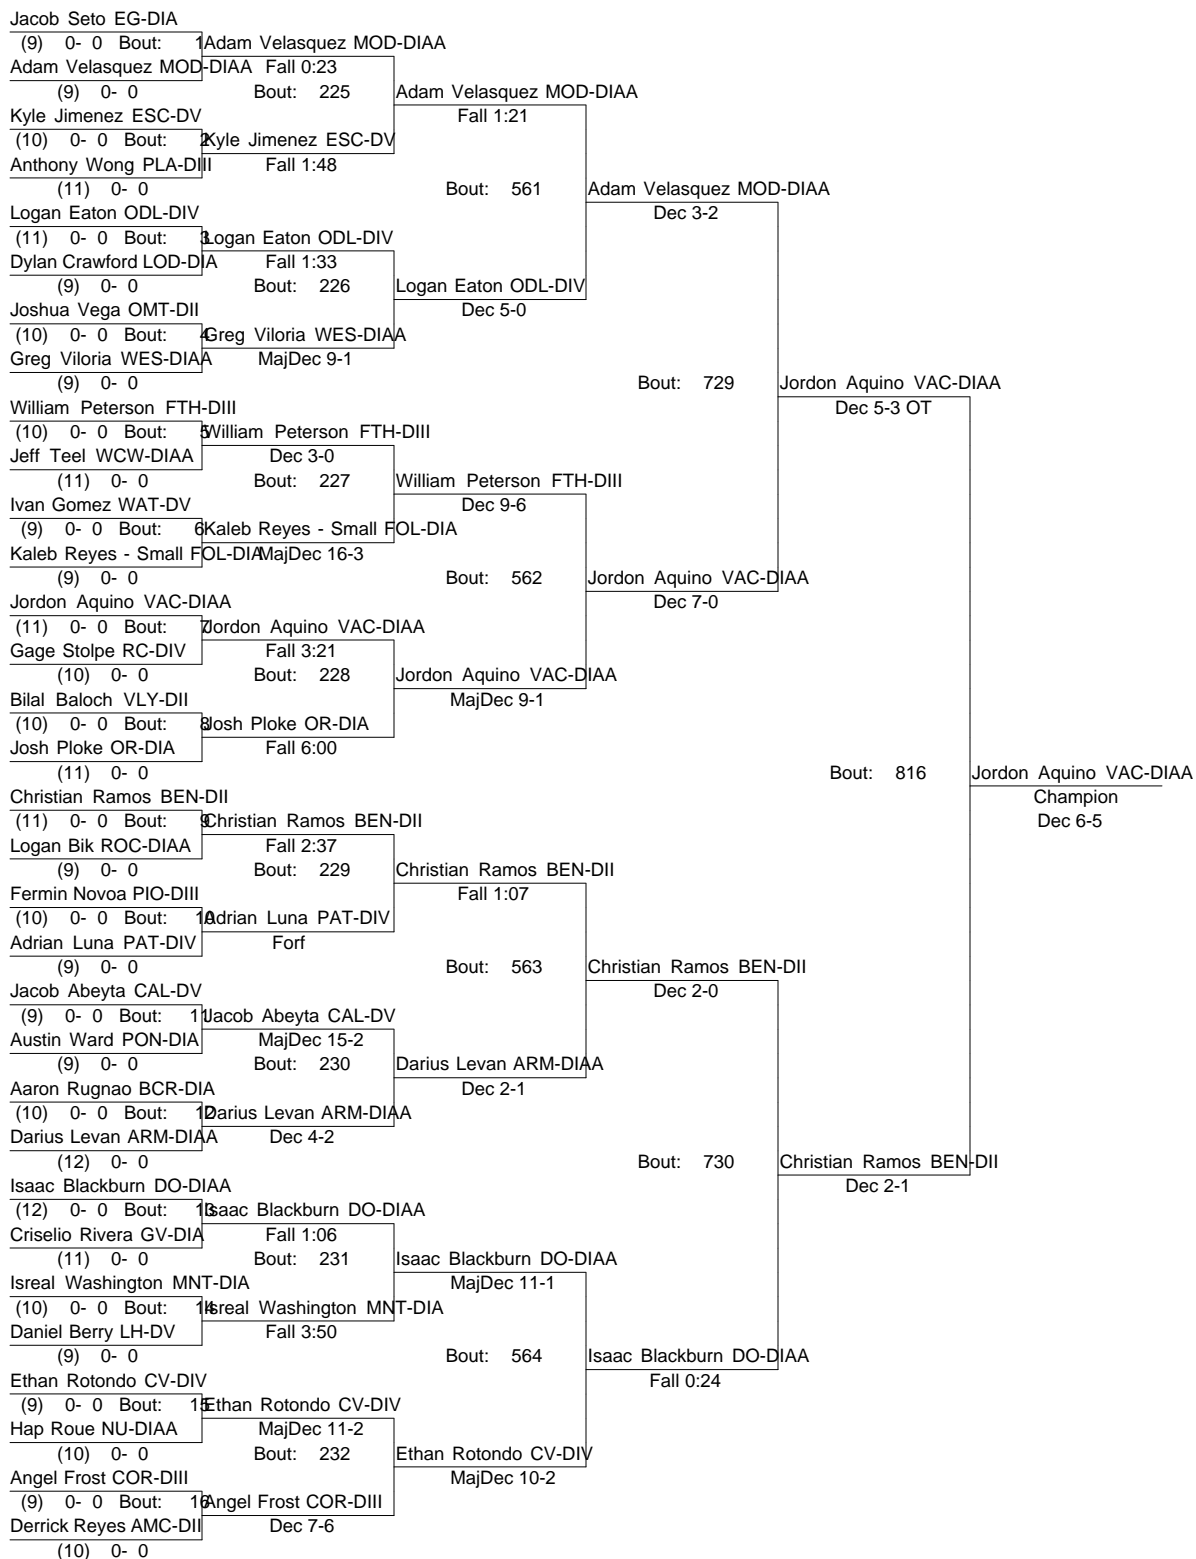 Jacob Seto EG-DIA
(9) 0- 0 Bout: 1 Adam Velasquez MOD-DIAA
Adam Velasquez MOD-DIAA Fall 0:23
(9) 0- 0 Bout: 225 Adam Velasquez MOD-DIAA
Kyle Jimenez ESC-DV Fall 1:21
(10) 0- 0 Bout: 2 Kyle Jimenez ESC-DV
Anthony Wong PLA-DIII Fall 1:48
(11) 0- 0 Bout: 561 Adam Velasquez MOD-DIAA
Logan Eaton ODL-DIV Dec 3-2
(11) 0- 0 Bout: 3 Logan Eaton ODL-DIV
Dylan Crawford LOD-DIA Fall 1:33
(9) 0- 0 Bout: 226 Logan Eaton ODL-DIV
Joshua Vega OMT-DII Dec 5-0
(10) 0- 0 Bout: 4 Greg Viloria WES-DIAA
Greg Viloria WES-DIAA MajDec 9-1
(9) 0- 0 Bout: 729 Jordon Aquino VAC-DIAA
William Peterson FTH-DIII Dec 5-3 OT
(10) 0- 0 Bout: 5 William Peterson FTH-DIII
Jeff Teel WCW-DIAA Dec 3-0
(11) 0- 0 Bout: 227 William Peterson FTH-DIII
Ivan Gomez WAT-DV Dec 9-6
(9) 0- 0 Bout: 6 Kaleb Reyes - Small FOL-DIA
Kaleb Reyes - Small FOL-DIA MajDec 16-3
(9) 0- 0 Bout: 562 Jordon Aquino VAC-DIAA
Jordon Aquino VAC-DIAA Dec 7-0
(11) 0- 0 Bout: 7 Jordon Aquino VAC-DIAA
Gage Stolpe RC-DIV Fall 3:21
(10) 0- 0 Bout: 228 Jordon Aquino VAC-DIAA
Bilal Baloch VLY-DII MajDec 9-1
(10) 0- 0 Bout: 8 Josh Ploke OR-DIA
Josh Ploke OR-DIA Fall 6:00
(11) 0- 0 Bout: 816 Jordon Aquino VAC-DIAA
Christian Ramos BEN-DII Champion
(11) 0- 0 Bout: 9 Christian Ramos BEN-DII Dec 6-5
Logan Bik ROC-DIAA Fall 2:37
(9) 0- 0 Bout: 229 Christian Ramos BEN-DII
Fermin Novoa PIO-DIII Fall 1:07
(10) 0- 0 Bout: 10 Adrian Luna PAT-DIV
Adrian Luna PAT-DIV Forf
(9) 0- 0 Bout: 563 Christian Ramos BEN-DII
Jacob Abeyta CAL-DV Dec 2-0
(9) 0- 0 Bout: 11 Jacob Abeyta CAL-DV
Austin Ward PON-DIA MajDec 15-2
(9) 0- 0 Bout: 230 Darius Levan ARM-DIAA
Aaron Rugnao BCR-DIA Dec 2-1
(10) 0- 0 Bout: 12 Darius Levan ARM-DIAA
Darius Levan ARM-DIAA Dec 4-2
(12) 0- 0 Bout: 730 Christian Ramos BEN-DII
Isaac Blackburn DO-DIAA Dec 2-1
(12) 0- 0 Bout: 13 Isaac Blackburn DO-DIAA
Criselio Rivera GV-DIA Fall 1:06
(11) 0- 0 Bout: 231 Isaac Blackburn DO-DIAA
Isreal Washington MNT-DIA MajDec 11-1
(10) 0- 0 Bout: 14 Isreal Washington MNT-DIA
Daniel Berry LH-DV Fall 3:50
(9) 0- 0 Bout: 564 Isaac Blackburn DO-DIAA
Ethan Rotondo CV-DIV Fall 0:24
(9) 0- 0 Bout: 15 Ethan Rotondo CV-DIV
Hap Roue NU-DIAA MajDec 11-2
(10) 0- 0 Bout: 232 Ethan Rotondo CV-DIV
Angel Frost COR-DIII MajDec 10-2
(9) 0- 0 Bout: 16 Angel Frost COR-DIII
Derrick Reyes AMC-DII Dec 7-6
(10) 0- 0